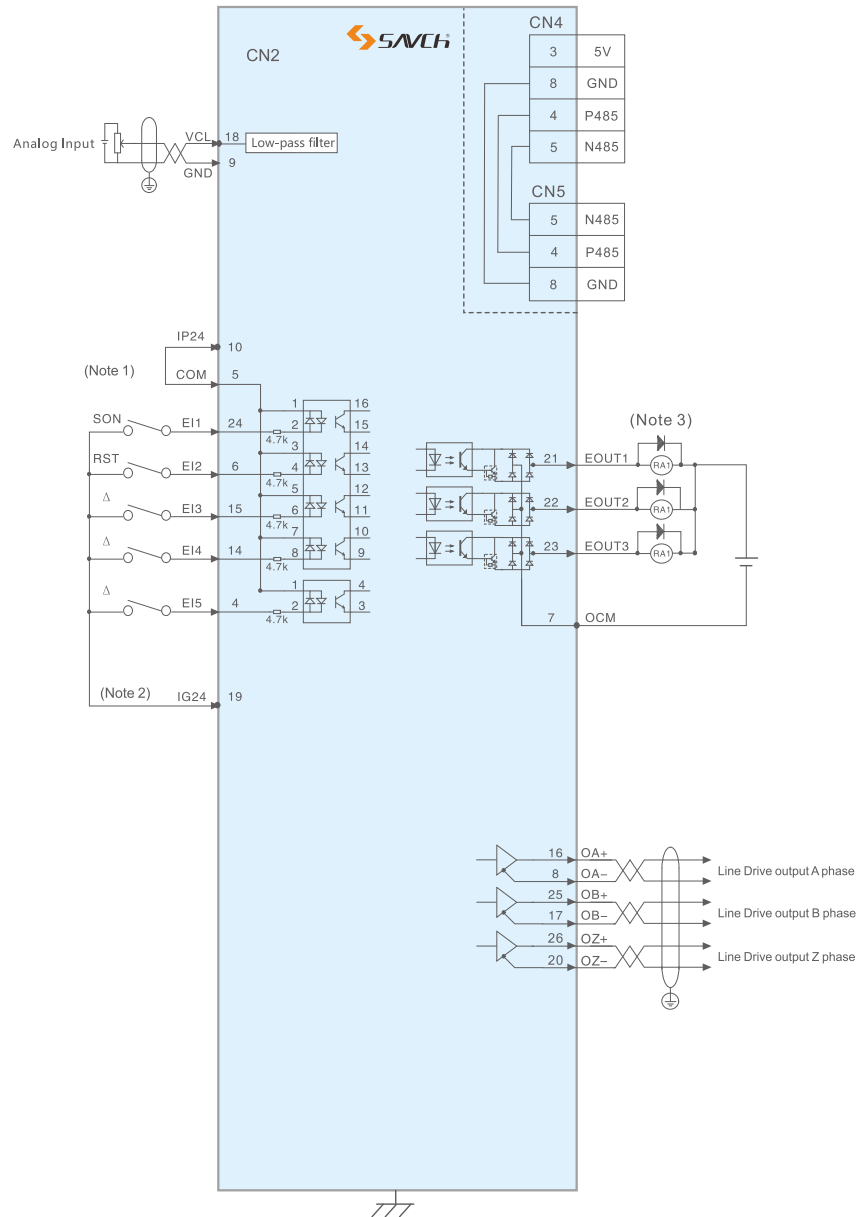 SAVCH
CN2
CN4
3 5V
8 GND
4 P485
5 N485
CN5
5 N485
4 P485
8 GND
Analog Input
VCL 18 Low-pass filter
GND 9
IP24 10
(Note 1)
COM 5
1 16
SON EI1 24 4.7k 2 15
3 14
RST EI2 6 4.7k 4 13
5 12
Δ EI3 15 4.7k 6 11
7 10
Δ EI4 14 4.7k 8 9
1 4
Δ EI5 4 4.7k 2 3
(Note 2) IG24 19
(Note 3)
21 EOUT1 RA1
22 EOUT2 RA1
23 EOUT3 RA1
7 OCM
16 OA+
8 OA−
Line Drive output A phase
25 OB+
17 OB−
Line Drive output B phase
26 OZ+
20 OZ−
Line Drive output Z phase